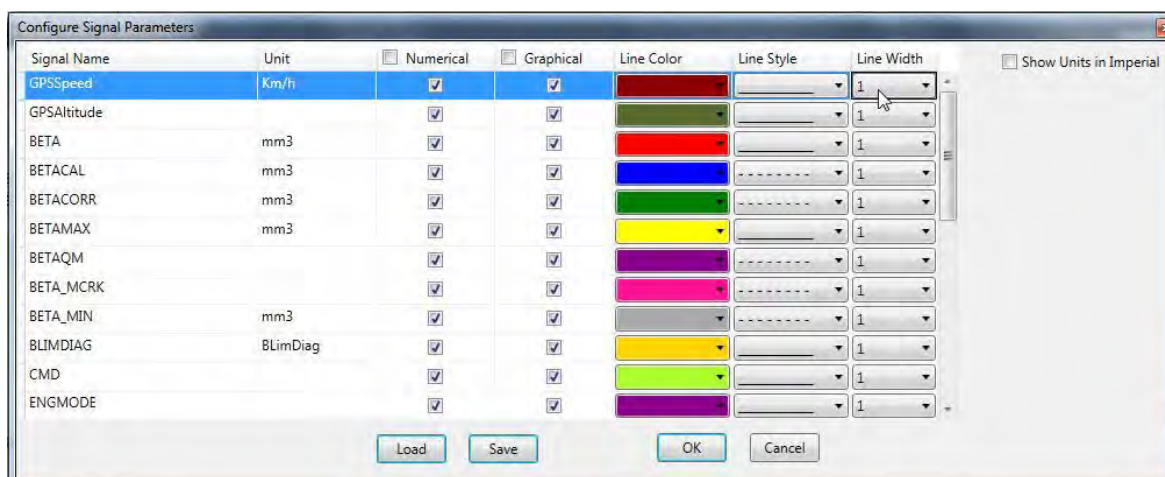 Configure Signal Parameters
Signal Name Unit Numerical Graphical Line Color Line Style Line Width Show Units in Imperial
GPSSpeed Km/h 1
GPSAltitude 1
BETA mm3 1
BETACAL mm3 1
BETACORR mm3 1
BETAMAX mm3 1
BETAQM 1
BETA_MCRK 1
BETA_MIN mm3 1
BLIMDIAG BLimDiag 1
CMD 1
ENGMODE 1
Load Save OK Cancel